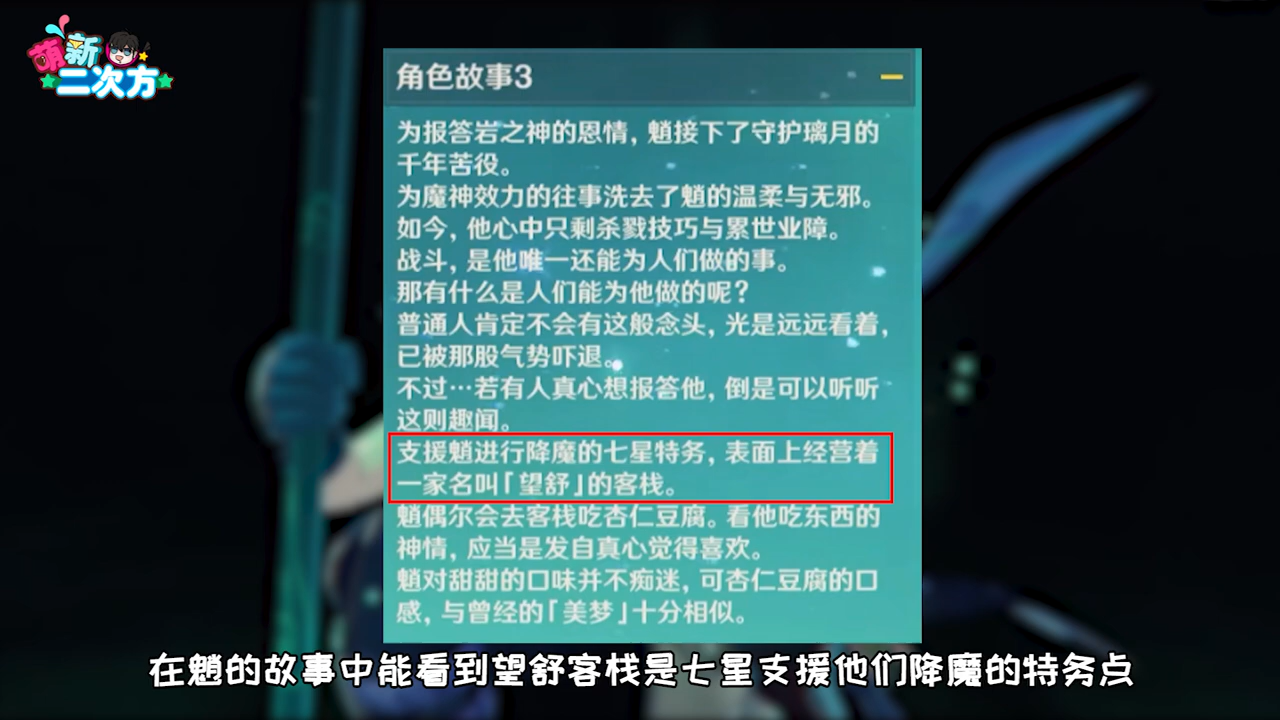 萌新
二次方
角色故事3
为报答岩之神的恩情，魈接下了守护璃月的
千年苦役。
为魔神效力的往事洗去了魈的温柔与无邪。
如今，他心中只剩杀戮技巧与累世业障。
战斗，是他唯一还能为人们做的事。
那有什么是人们能为他做的呢？
普通人肯定不会有这般念头，光是远远看着，
已被那股气势吓退。
不过…若有人真心想报答他，倒是可以听听
这则趣闻。
支援魈进行降魔的七星特务，表面上经营着
一家名叫「望舒」的客栈。
魈偶尔会去客栈吃杏仁豆腐。看他吃东西的
神情，应当是发自真心觉得喜欢。
魈对甜甜的口味并不痴迷，可杏仁豆腐的口
感，与曾经的「美梦」十分相似。
在魈的故事中能看到望舒客栈是七星支援他们降魔的特务点